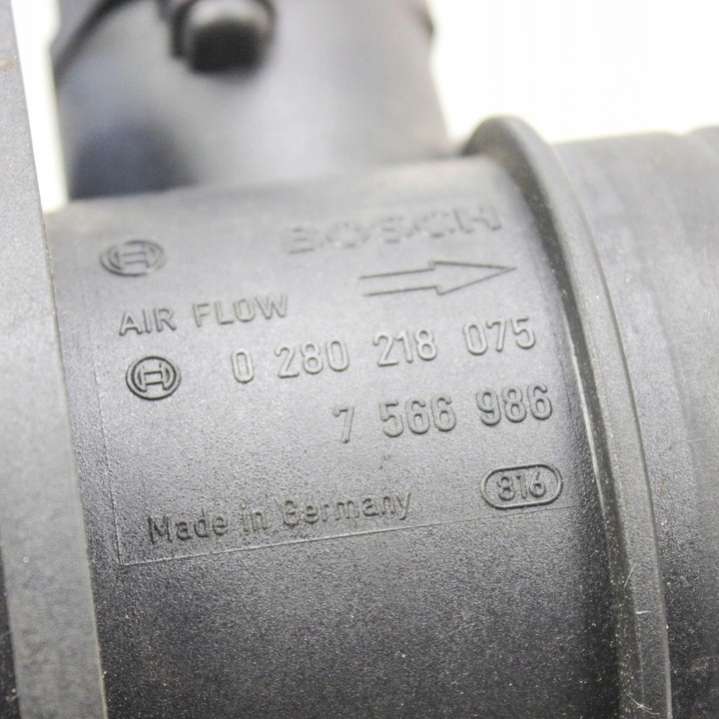 BOSCH
AIR FLOW
0 280 218 075
7 566 986
Made in Germany 816